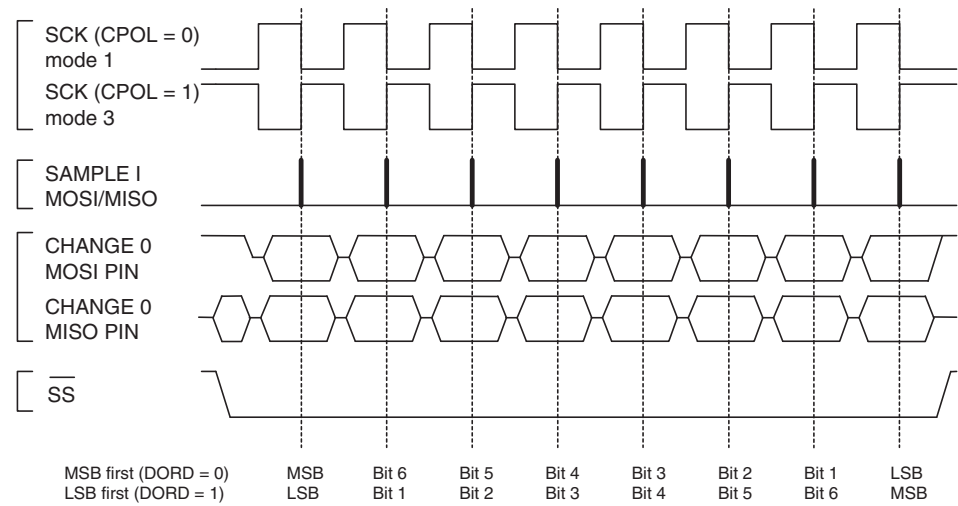 SCK (CPOL = 0)
mode 1
SCK (CPOL = 1)
mode 3
SAMPLE I
MOSI/MISO
CHANGE 0
MOSI PIN
CHANGE 0
MISO PIN
SS
MSB first (DORD = 0) MSB Bit 6 Bit 5 Bit 4 Bit 3 Bit 2 Bit 1 LSB
LSB first (DORD = 1) LSB Bit 1 Bit 2 Bit 3 Bit 4 Bit 5 Bit 6 MSB